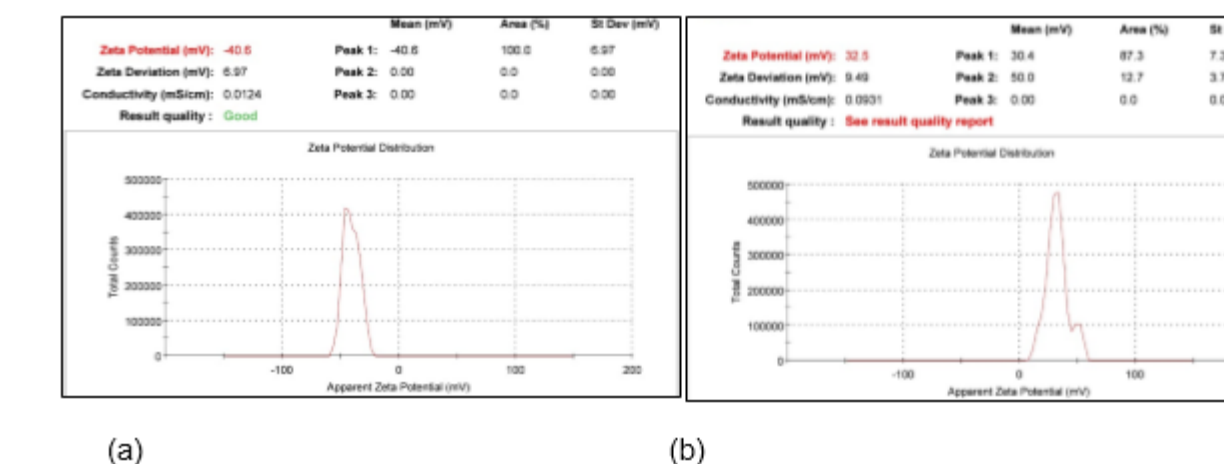 Mean (mV) Area (%) St Dev (mV)
Zeta Potential (mV): -40.6 Peak 1: -40.6 100.0 6.97
Zeta Deviation (mV): 6.97 Peak 2: 0.00 0.0 0.00
Conductivity (mS/cm): 0.0124 Peak 3: 0.00 0.0 0.00
Result quality : Good
Zeta Potential Distribution
500000
400000
300000
200000
100000
0
Total Counts
-100 0 100 200
Apparent Zeta Potential (mV)
(a)
Mean (mV) Area (%) St
Zeta Potential (mV): 32.5 Peak 1: 30.4 87.3
Zeta Deviation (mV): 9.49 Peak 2: 50.0 12.7
Conductivity (mS/cm): 0.0931 Peak 3: 0.00 0.0
Result quality : See result quality report
Zeta Potential Distribution
500000
400000
300000
200000
100000
0
Total Counts
-100 0 100
Apparent Zeta Potential (mV)
(b)